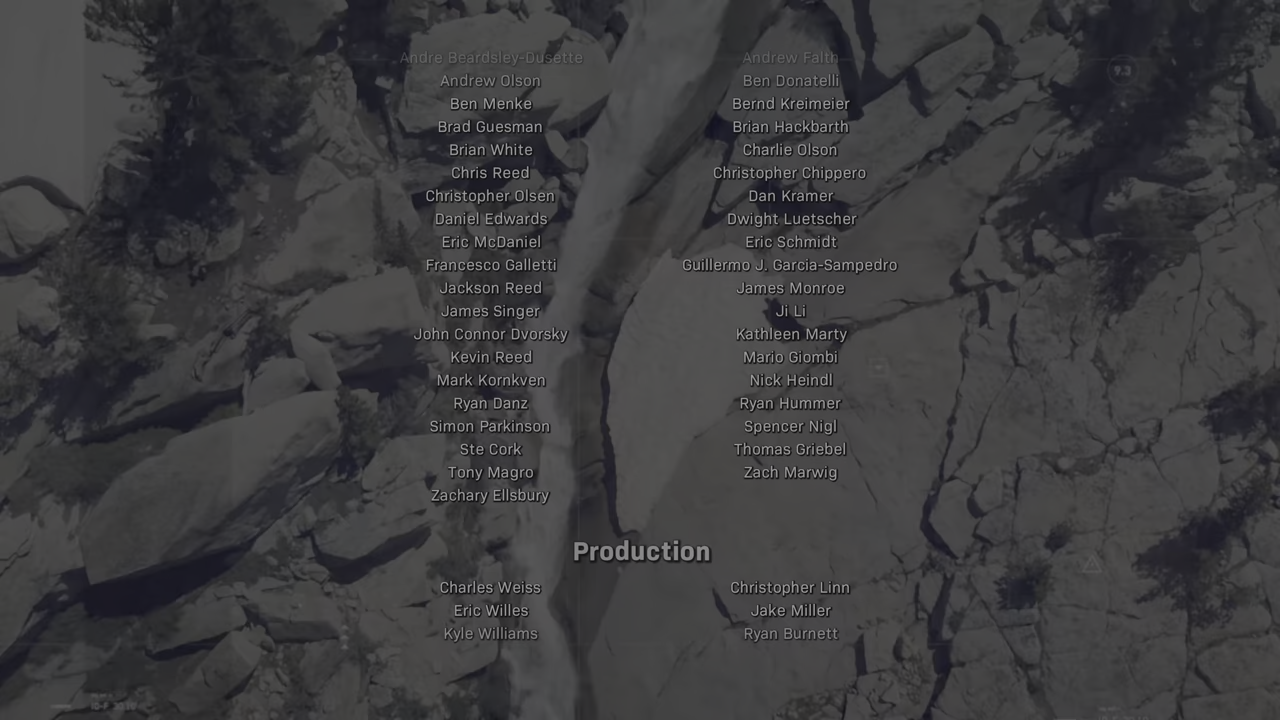 Andre Beardsley-Dusette
Andrew Olson
Ben Menke
Brad Guesman
Brian White
Chris Reed
Christopher Olsen
Daniel Edwards
Eric McDaniel
Francesco Galletti
Jackson Reed
James Singer
John Connor Dvorsky
Kevin Reed
Mark Kornkven
Ryan Danz
Simon Parkinson
Ste Cork
Tony Magro
Zachary Ellsbury
Andrew Falth
Ben Donatelli
Bernd Kreimeier
Brian Hackbarth
Charlie Olson
Christopher Chippero
Dan Kramer
Dwight Luetscher
Eric Schmidt
Guillermo J. Garcia-Sampedro
James Monroe
Ji Li
Kathleen Marty
Mario Giombi
Nick Heindl
Ryan Hummer
Spencer Nigl
Thomas Griebel
Zach Marwig
9.3
Production
Charles Weiss
Eric Willes
Kyle Williams
Christopher Linn
Jake Miller
Ryan Burnett